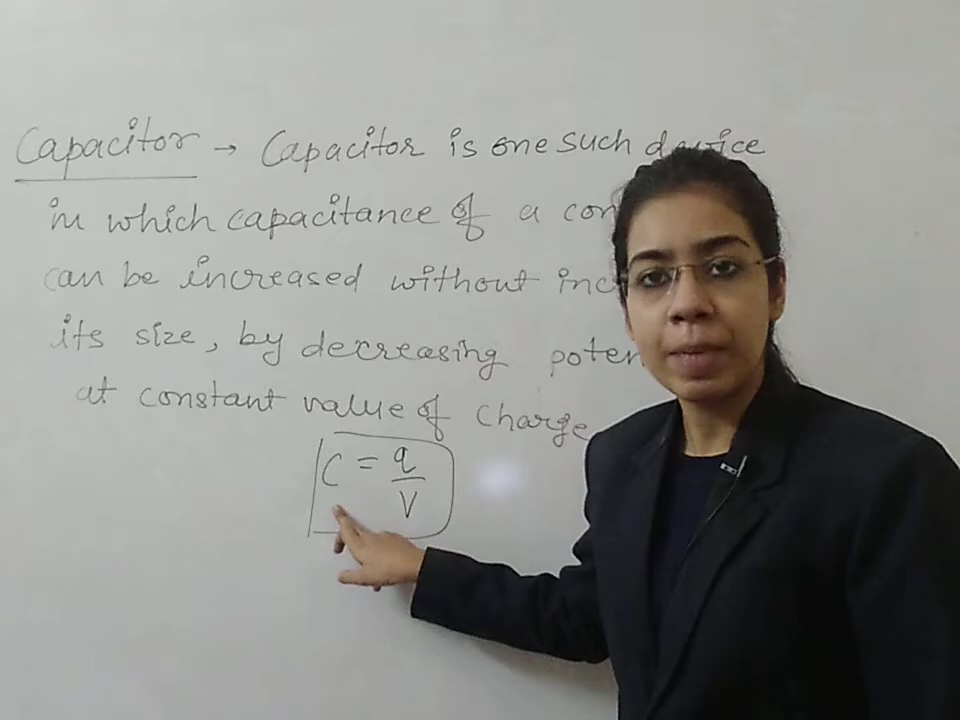 Capacitor → Capacitor is one such device
in which capacitance of a con
can be increased without inc
its size, by decreasing poten
at constant value of charge
C = q/V